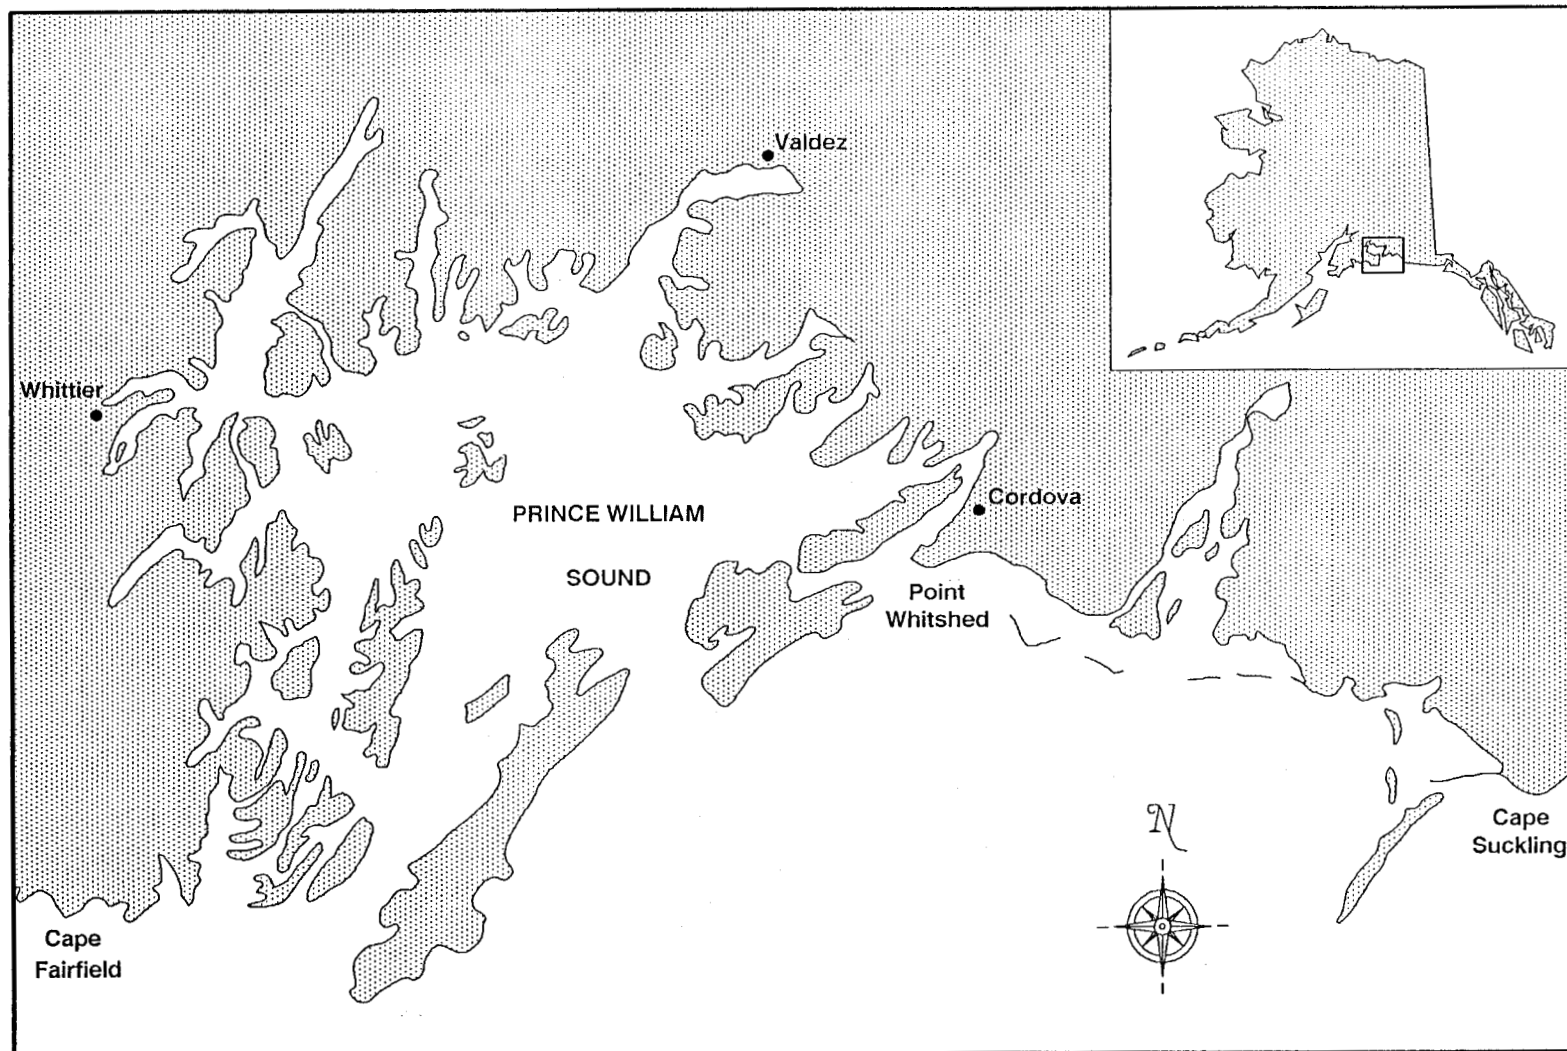 Valdez
Whittier
Cordova
PRINCE WILLIAM
SOUND
Point
Whitshed
N
Cape
Suckling
Cape
Fairfield